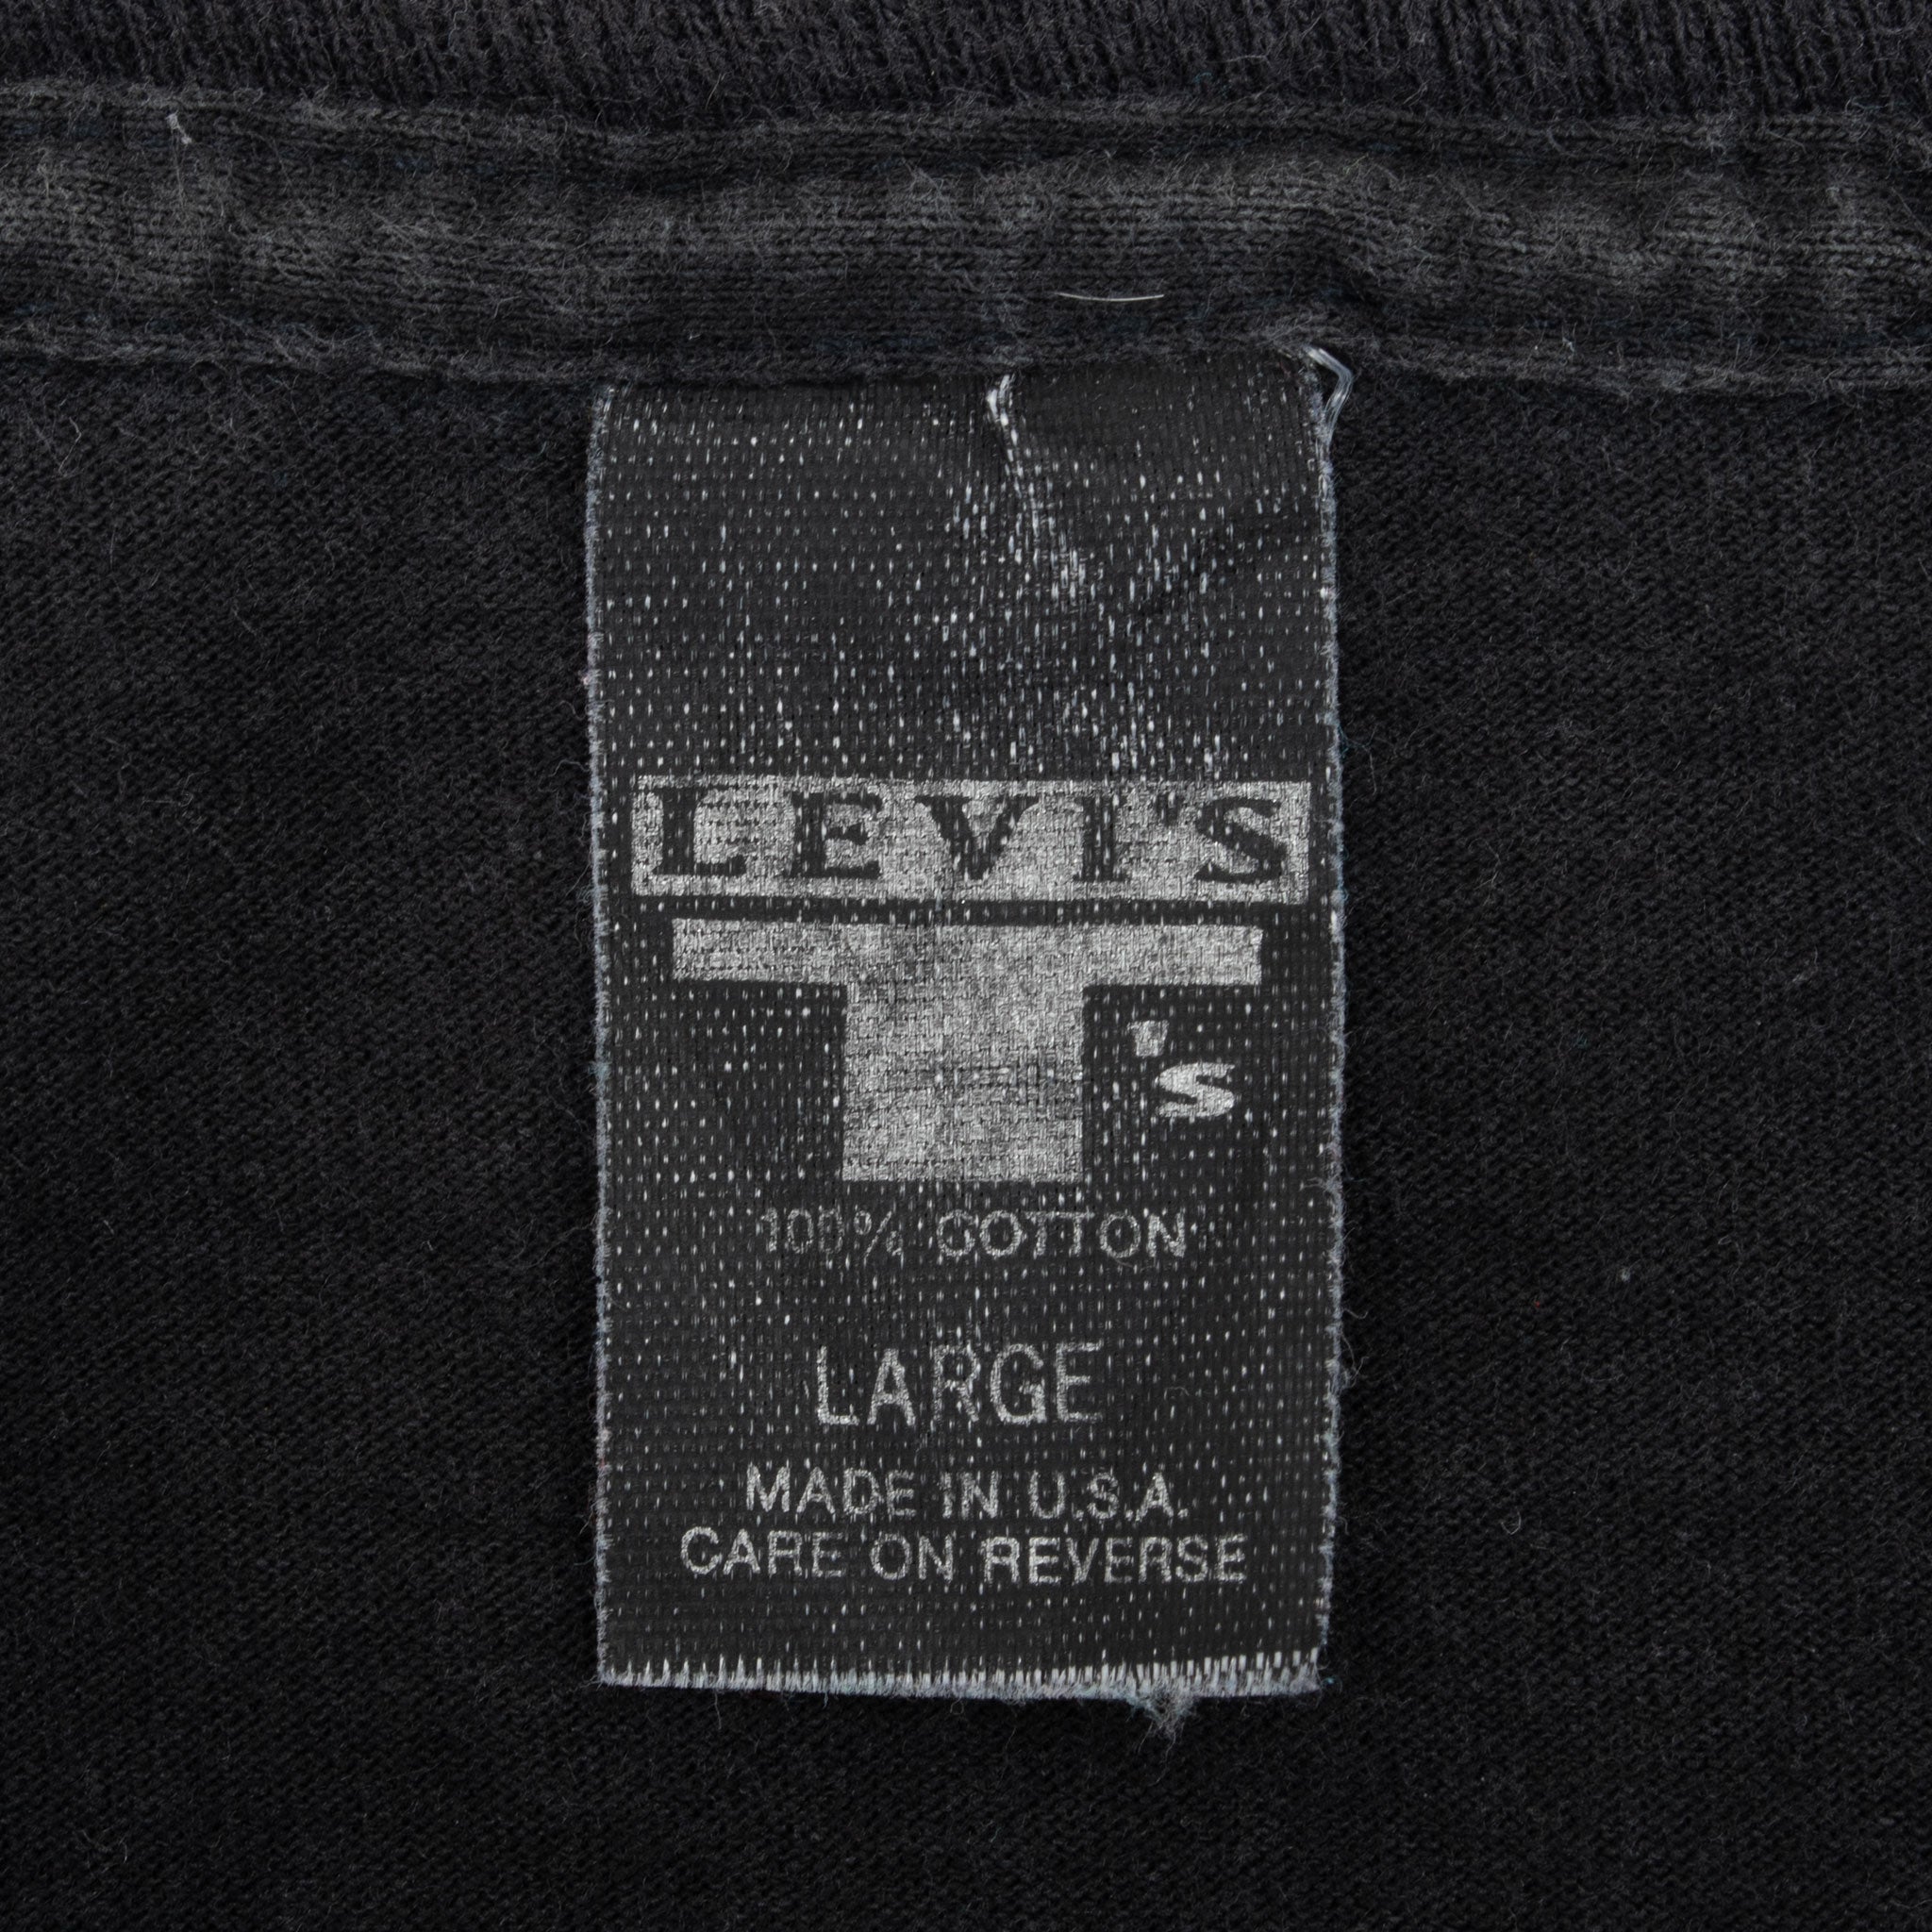 LEVI'S
T's
100% COTTON
LARGE
MADE IN U.S.A.
CARE ON REVERSE